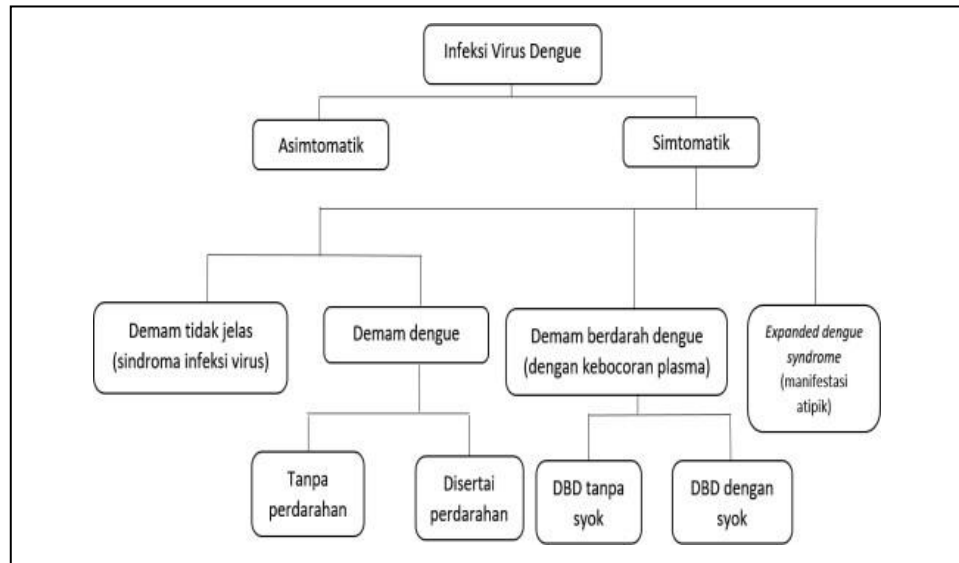 Infeksi Virus Dengue
Asimtomatik
Simtomatik
Demam tidak jelas
(sindroma infeksi virus)
Demam dengue
Demam berdarah dengue
(dengan kebocoran plasma)
Expanded dengue
syndrome
(manifestasi
atipik)
Tanpa
perdarahan
Disertai
perdarahan
DBD tanpa
syok
DBD dengan
syok